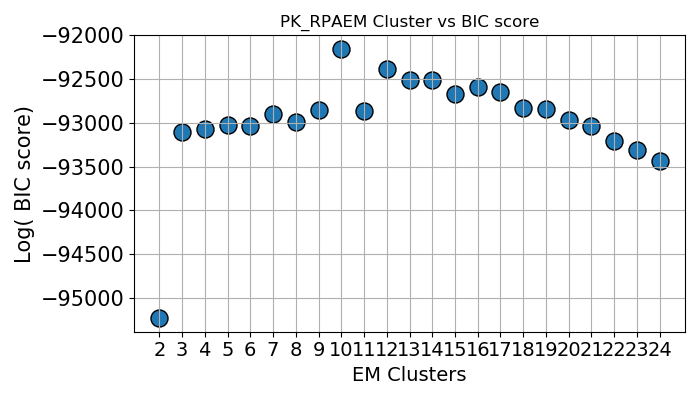 PK_RPAEM Cluster vs BIC score
Log( BIC score)
−92000
−92500
−93000
−93500
−94000
−94500
−95000
2 3 4 5 6 7 8 9 10 11 12 13 14 15 16 17 18 19 20 21 22 23 24
EM Clusters